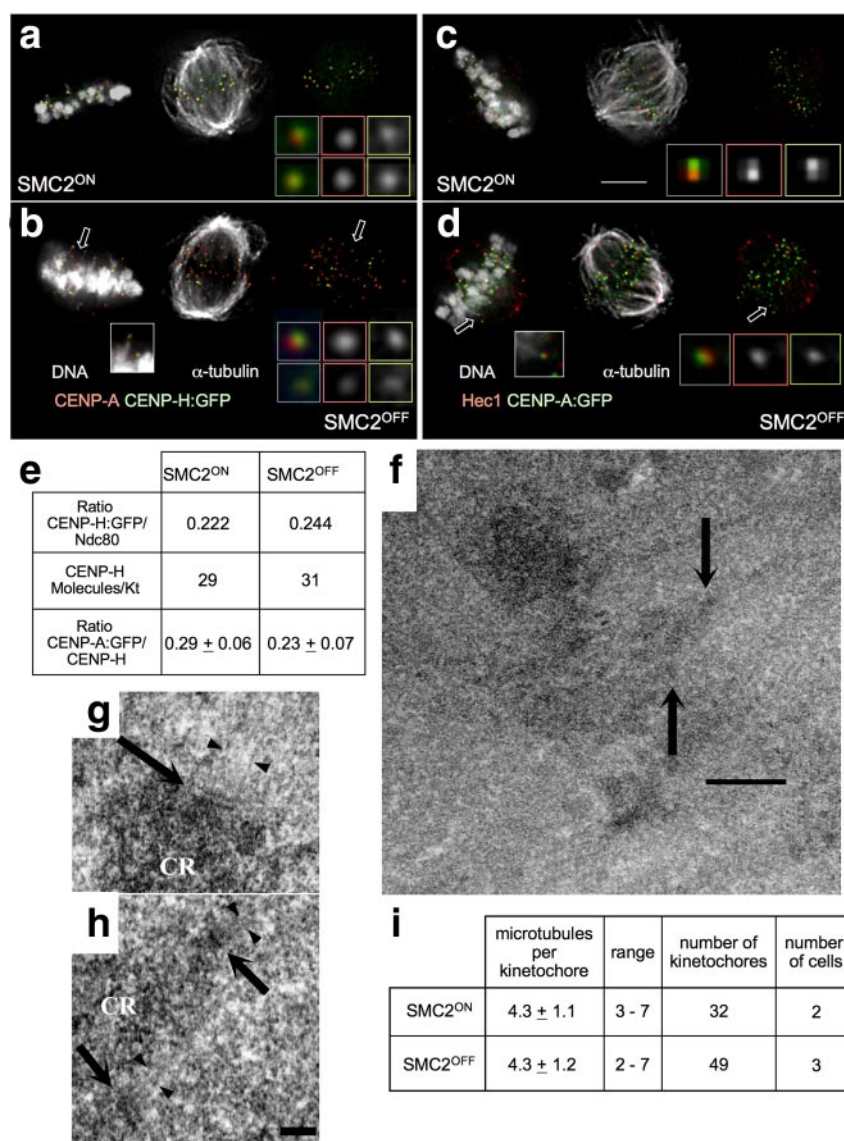 a
SMC2ON
c
SMC2ON
b
DNA
α-tubulin
CENP-A CENP-H:GFP
SMC2OFF
d
DNA
α-tubulin
Hec1 CENP-A:GFP
SMC2OFF
e
SMC2ON SMC2OFF
Ratio
CENP-H:GFP/
Ndc80
0.222 0.244
CENP-H
Molecules/Kt
29 31
Ratio
CENP-A:GFP/
CENP-H
0.29 ± 0.06 0.23 ± 0.07
f
g
CR
h
CR
i
microtubules
per
kinetochore
range
number of
kinetochores
number
of cells
SMC2ON 4.3 ± 1.1 3 - 7 32 2
SMC2OFF 4.3 ± 1.2 2 - 7 49 3